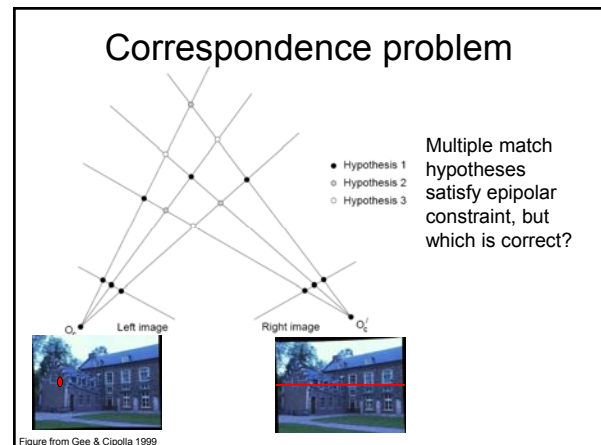 Correspondence problem
Hypothesis 1
Hypothesis 2
Hypothesis 3
Multiple match
hypotheses
satisfy epipolar
constraint, but
which is correct?
Left image
Right image
Figure from Gee & Cipolla 1999